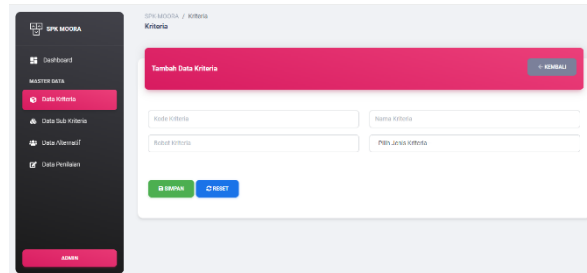 SPK MOORA
Dashboard
MASTER DATA
Data Kriteria
Data Sub Kriteria
Data Alternatif
Data Penilaian
ADMIN
SPK MOORA / Kriteria
Kriteria
Tambah Data Kriteria
+ KEMBALI
Kode Kriteria
Nama Kriteria
Bobot Kriteria
Pilih Jenis Kriteria
SIMPAN
RESET